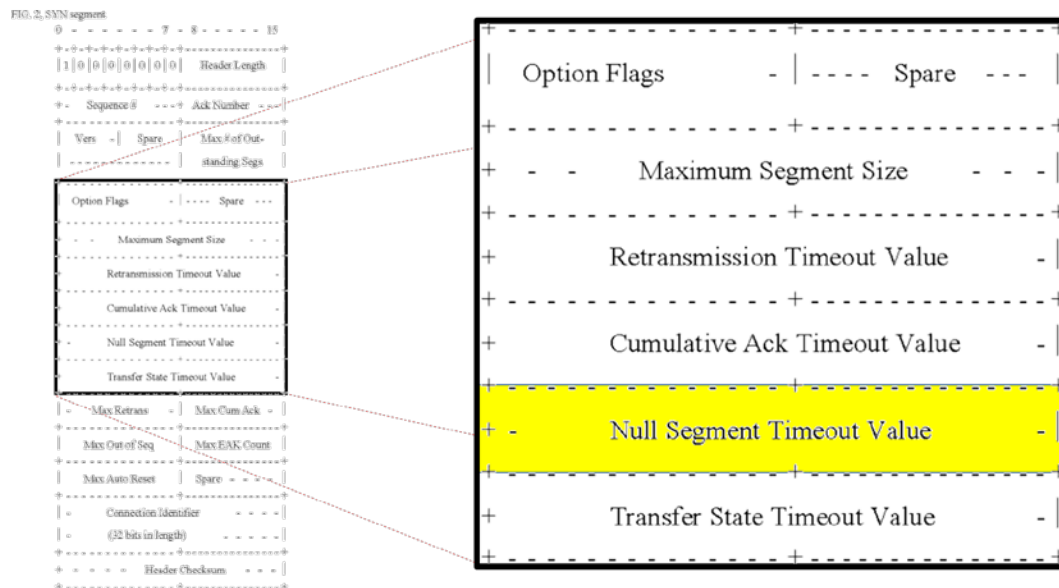 FIG. 2, SYN segment
0 - - - - - - 7 - 8 - - - - - 15
|1|0|0|0|0|0|0|0| Header Length |
+ - Sequence # - - - + Ack Number - - -|
| Vers - | Spare | Max # of Out-
| - - - - - - - - - - - standing Segs
Option Flags - | - - - - Spare - - -
+ - - Maximum Segment Size - - -
Retransmission Timeout Value -
Cumulative Ack Timeout Value -
+ - Null Segment Timeout Value -
Transfer State Timeout Value -
| - Max Retrans - | Max Cum Ack - |
| Max Out of Seq | Max EAK Count
| Max Auto Reset | Spare - - - - |
| - Connection Identifier - - - - |
| - (32 bits in length) - - - - - |
+ - - - - Header Checksum - - - |
| Option Flags - | - - - - Spare - - - |
+ - - Maximum Segment Size - - - |
+ Retransmission Timeout Value - |
+ Cumulative Ack Timeout Value - |
+ - Null Segment Timeout Value - |
+ Transfer State Timeout Value - |